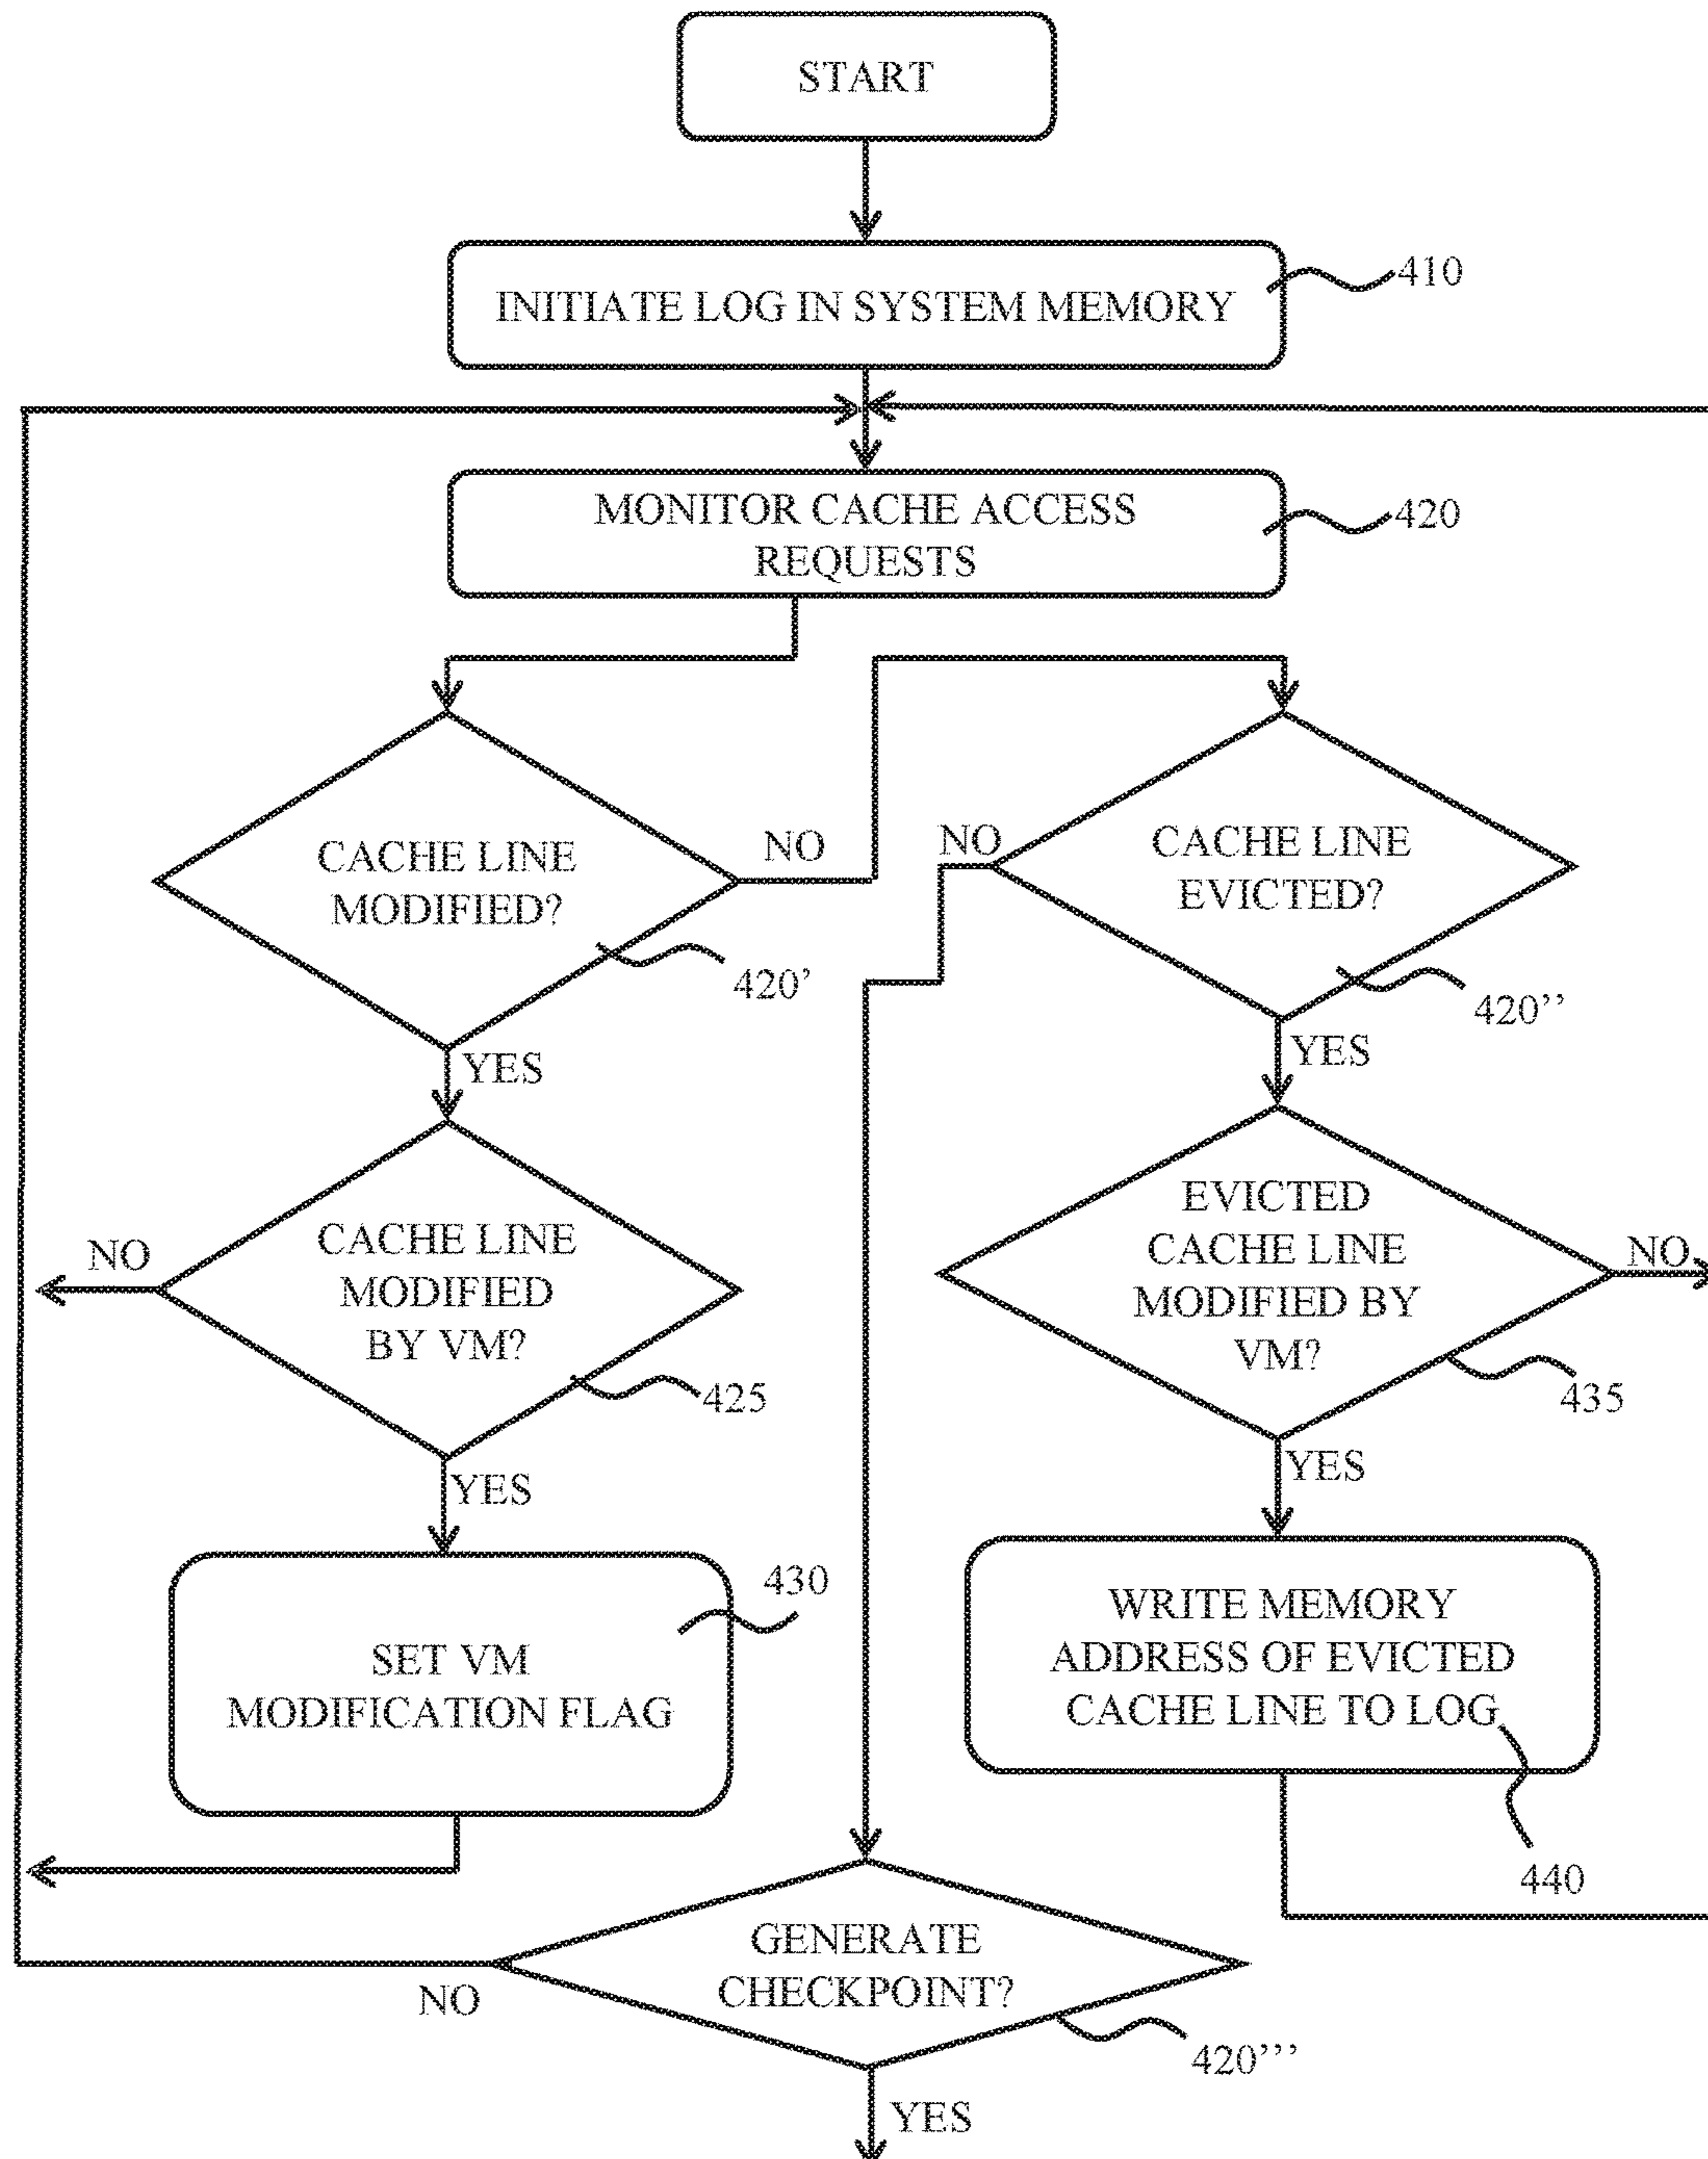 START
INITIATE LOG IN SYSTEM MEMORY
410
MONITOR CACHE ACCESS
REQUESTS
420
CACHE LINE
MODIFIED?
NO
420’
YES
NO
CACHE LINE
EVICTED?
420’’
YES
CACHE LINE
MODIFIED
BY VM?
NO
425
YES
EVICTED
CACHE LINE
MODIFIED BY
VM?
NO
435
YES
SET VM
MODIFICATION FLAG
430
WRITE MEMORY
ADDRESS OF EVICTED
CACHE LINE TO LOG
440
GENERATE
CHECKPOINT?
NO
420’’’
YES